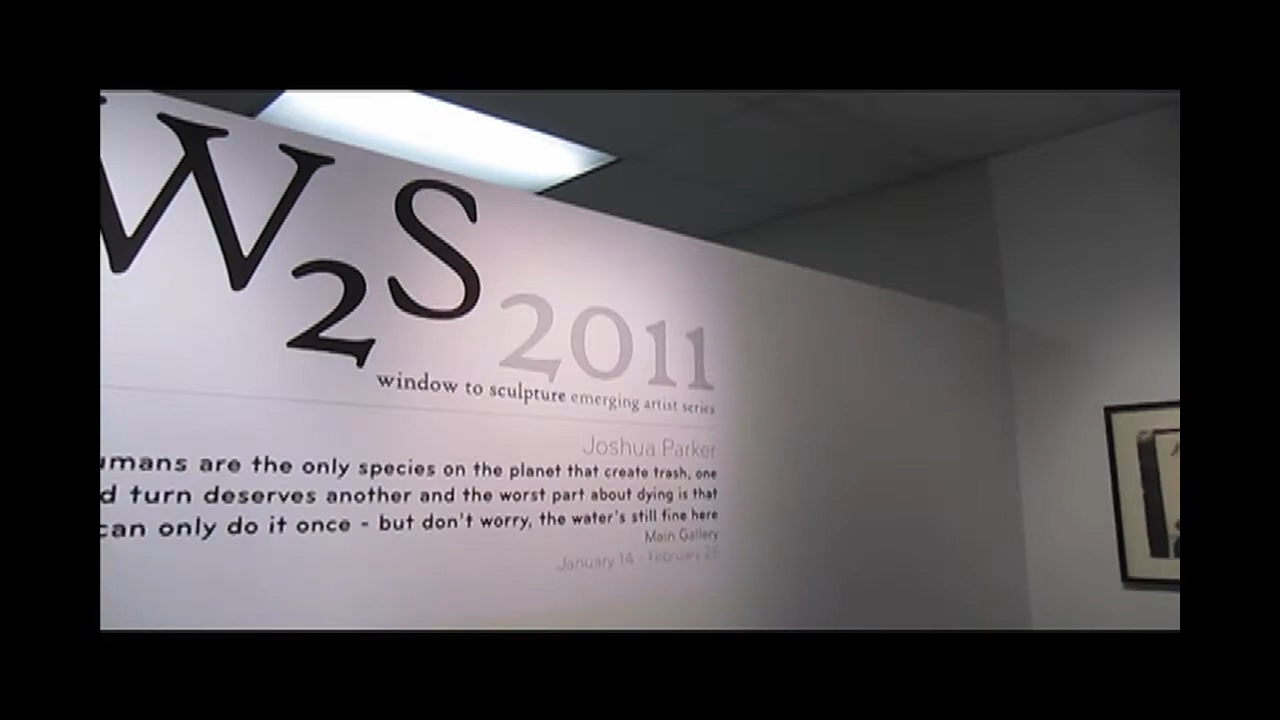 W2S 2011
window to sculpture emerging artist series
Joshua Parker
umans are the only species on the planet that create trash, one
d turn deserves another and the worst part about dying is that
can only do it once - but don't worry, the water's still fine here
Main Gallery
January 14 - February 26